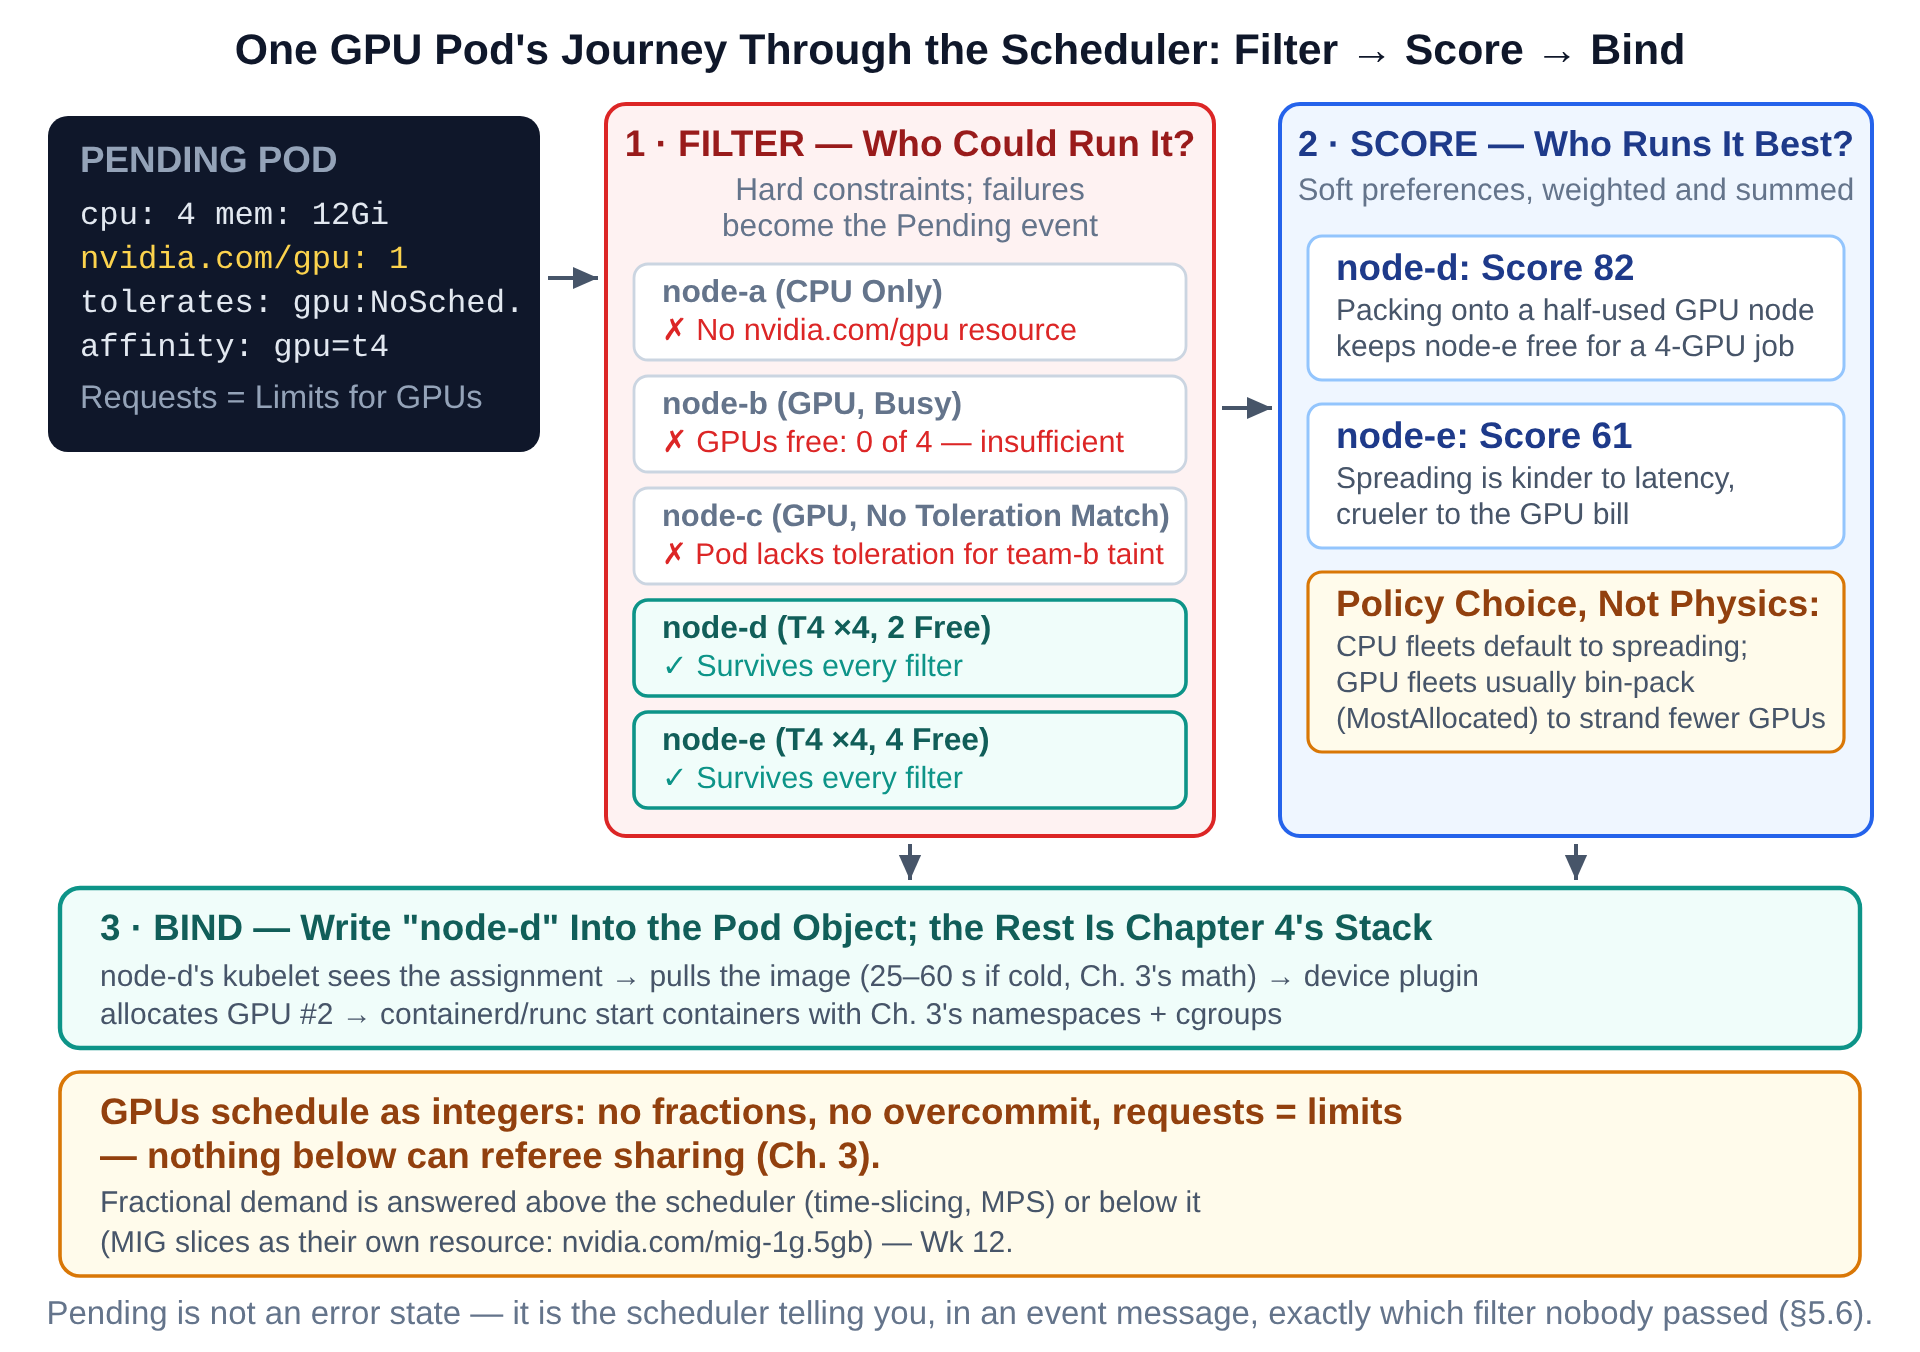 One GPU Pod's Journey Through the Scheduler: Filter → Score → Bind
PENDING POD
cpu: 4 mem: 12Gi
nvidia.com/gpu: 1
tolerates: gpu:NoSched.
affinity: gpu=t4
Requests = Limits for GPUs
1 · FILTER — Who Could Run It?
Hard constraints; failures
become the Pending event
node-a (CPU Only)
✗ No nvidia.com/gpu resource
node-b (GPU, Busy)
✗ GPUs free: 0 of 4 — insufficient
node-c (GPU, No Toleration Match)
✗ Pod lacks toleration for team-b taint
node-d (T4 ×4, 2 Free)
✓ Survives every filter
node-e (T4 ×4, 4 Free)
✓ Survives every filter
2 · SCORE — Who Runs It Best?
Soft preferences, weighted and summed
node-d: Score 82
Packing onto a half-used GPU node
keeps node-e free for a 4-GPU job
node-e: Score 61
Spreading is kinder to latency,
crueler to the GPU bill
Policy Choice, Not Physics:
CPU fleets default to spreading;
GPU fleets usually bin-pack
(MostAllocated) to strand fewer GPUs
3 · BIND — Write "node-d" Into the Pod Object; the Rest Is Chapter 4's Stack
node-d's kubelet sees the assignment → pulls the image (25–60 s if cold, Ch. 3's math) → device plugin
allocates GPU #2 → containerd/runc start containers with Ch. 3's namespaces + cgroups
GPUs schedule as integers: no fractions, no overcommit, requests = limits
— nothing below can referee sharing (Ch. 3).
Fractional demand is answered above the scheduler (time-slicing, MPS) or below it
(MIG slices as their own resource: nvidia.com/mig-1g.5gb) — Wk 12.
Pending is not an error state — it is the scheduler telling you, in an event message, exactly which filter nobody passed (§5.6).